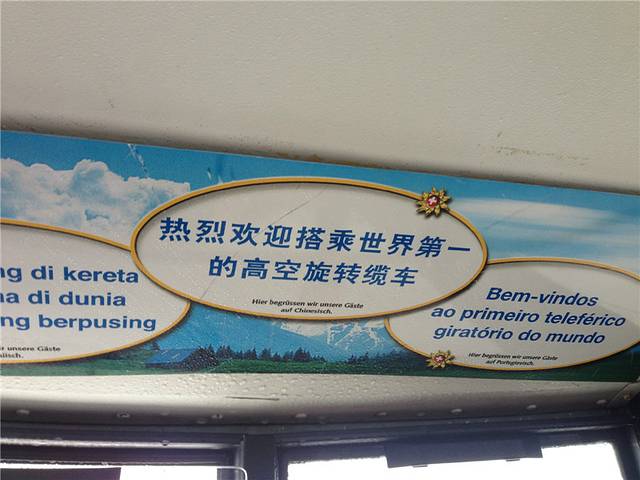 ng di kereta
a di dunia
ng berpusing
unsere Gäste
热烈欢迎搭乘世界第一
的高空旋转缆车
Hier begrüssen wir unsere Gäste
auf Chinesisch.
Bem-vindos
ao primeiro teleférico
giratório do mundo
Hier begrüssen wir unsere Gäste
auf Portugiesisch.